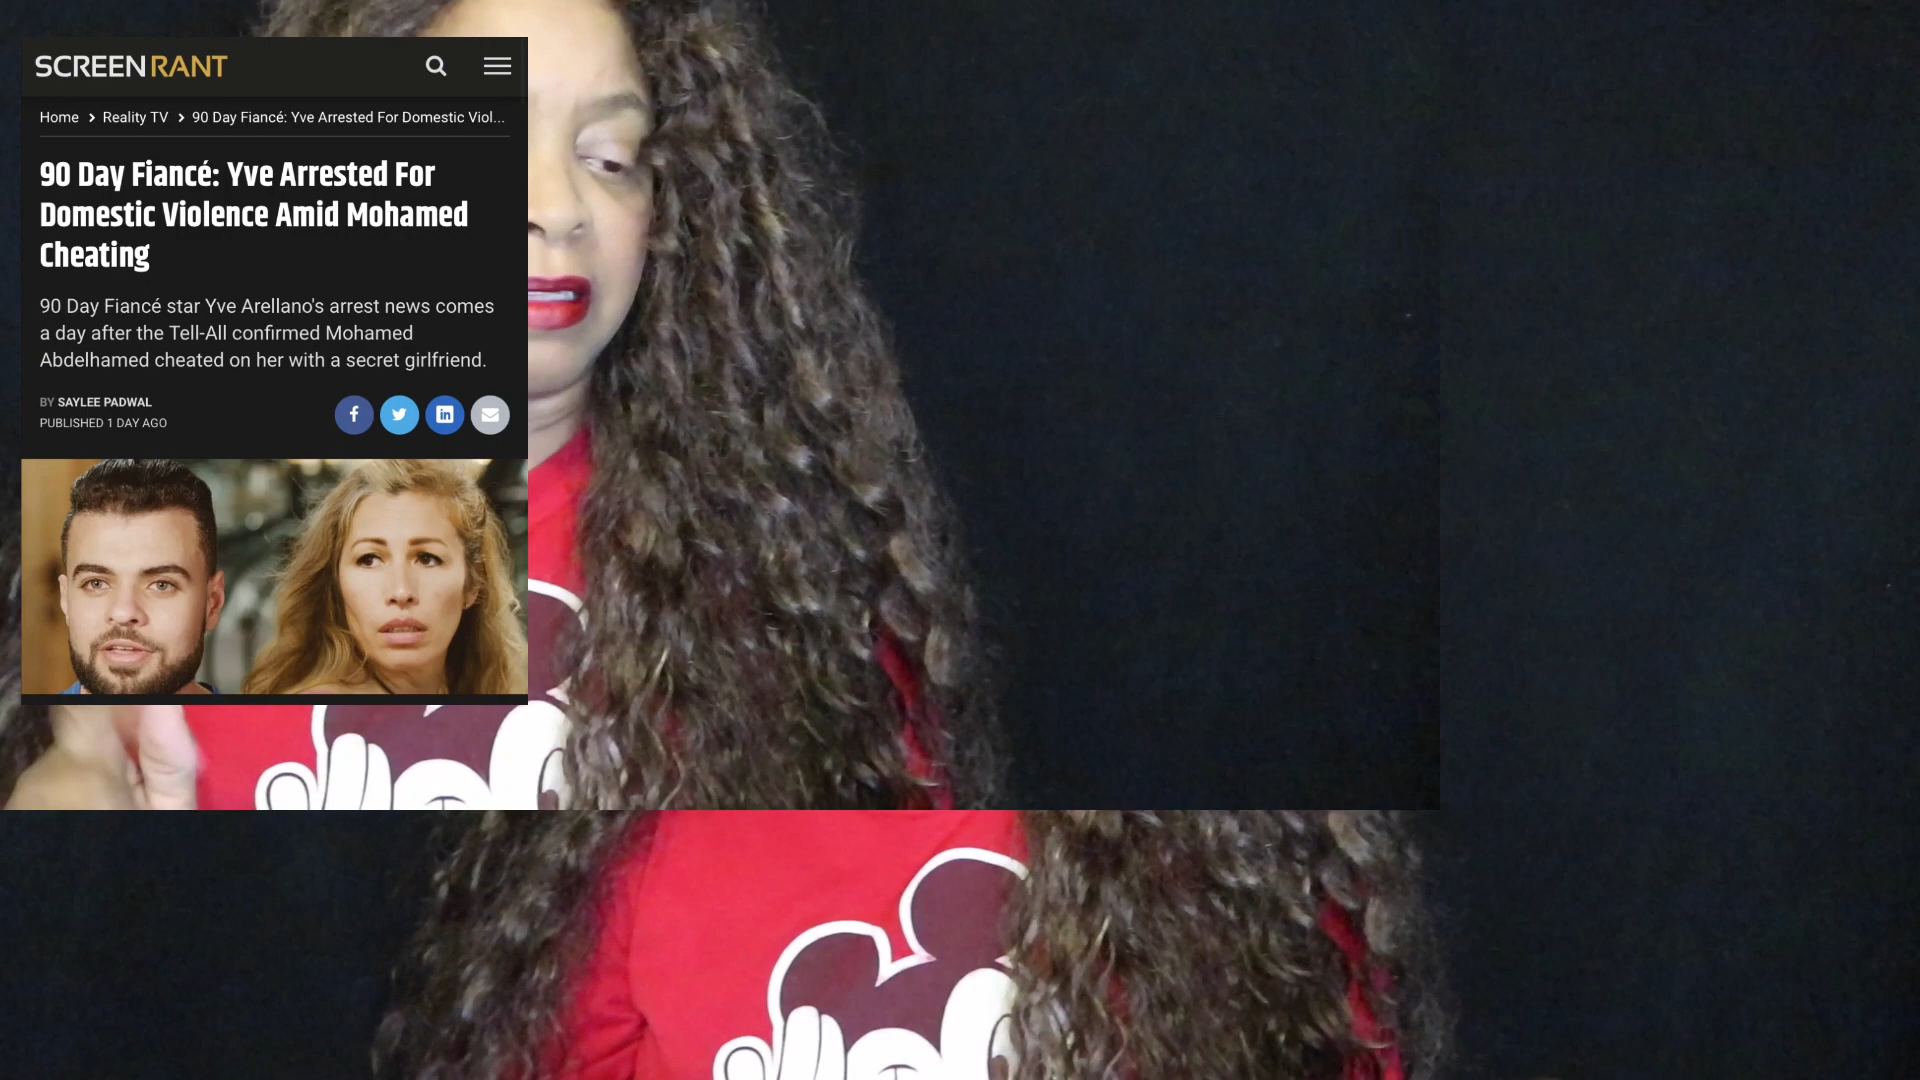 SCREENRANT
Home > Reality TV > 90 Day Fiancé: Yve Arrested For Domestic Viol...
90 Day Fiancé: Yve Arrested For
Domestic Violence Amid Mohamed
Cheating
90 Day Fiancé star Yve Arellano's arrest news comes
a day after the Tell-All confirmed Mohamed
Abdelhamed cheated on her with a secret girlfriend.
BY SAYLEE PADWAL
PUBLISHED 1 DAY AGO